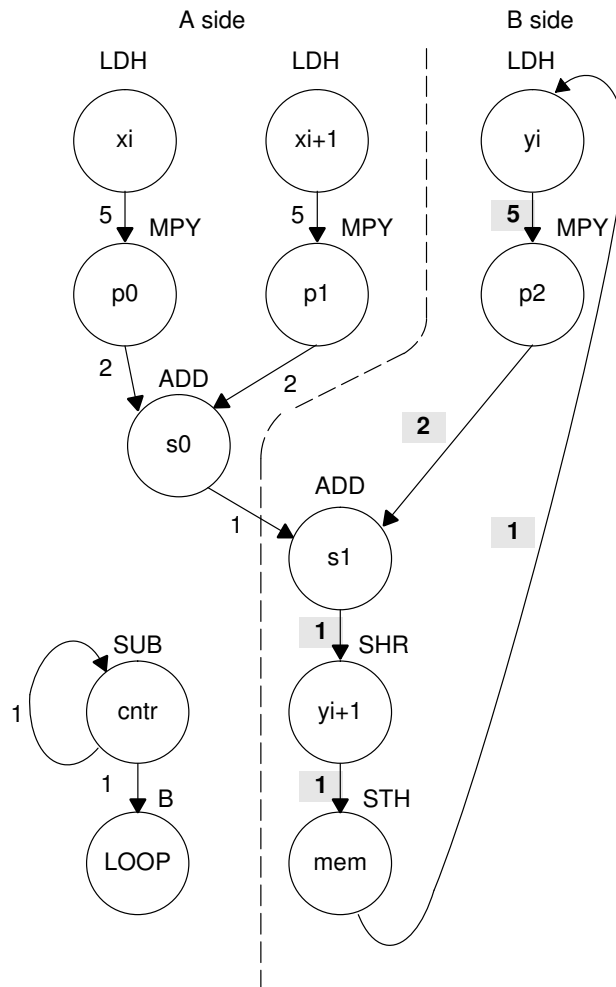 A side B side
LDH LDH LDH
xi xi+1 yi
5 5 5
MPY MPY MPY
p0 p1 p2
2 ADD 2
s0 2
ADD
1 1
s1
1 SHR
SUB
1 cntr yi+1
1 B 1 STH
LOOP mem